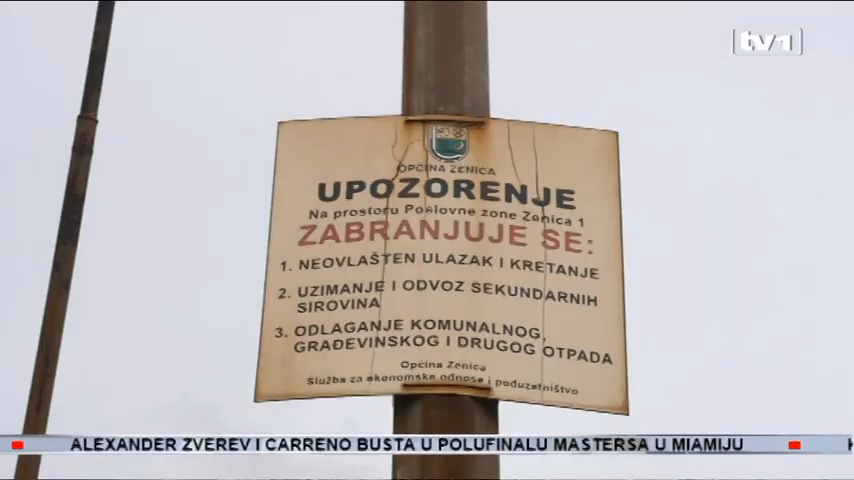 tv1
OPĆINA ZENICA
UPOZORENJE
Na prostoru Poslovne zone Zenica 1
ZABRANJUJE SE:
1. NEOVLAŠTEN ULAZAK I KRETANJE
2. UZIMANJE I ODVOZ SEKUNDARNIH
SIROVINA
3. ODLAGANJE KOMUNALNOG,
GRAĐEVINSKOG I DRUGOG OTPADA
Općina Zenica
Služba za ekonomske odnose i poduzetništvo
ALEXANDER ZVEREV I CARRENO BUSTA U POLUFINALU MASTERSA U MIAMIJU